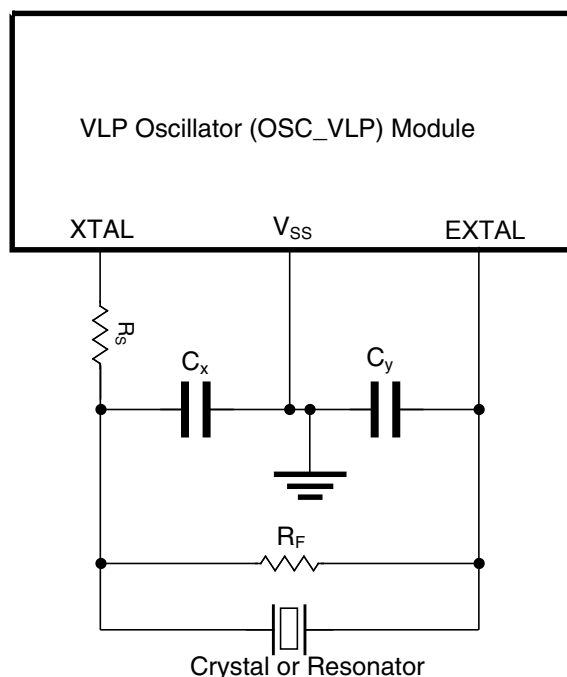 VLP Oscillator (OSC_VLP) Module
XTAL
VSS
EXTAL
RS
Cx
Cy
RF
Crystal or Resonator